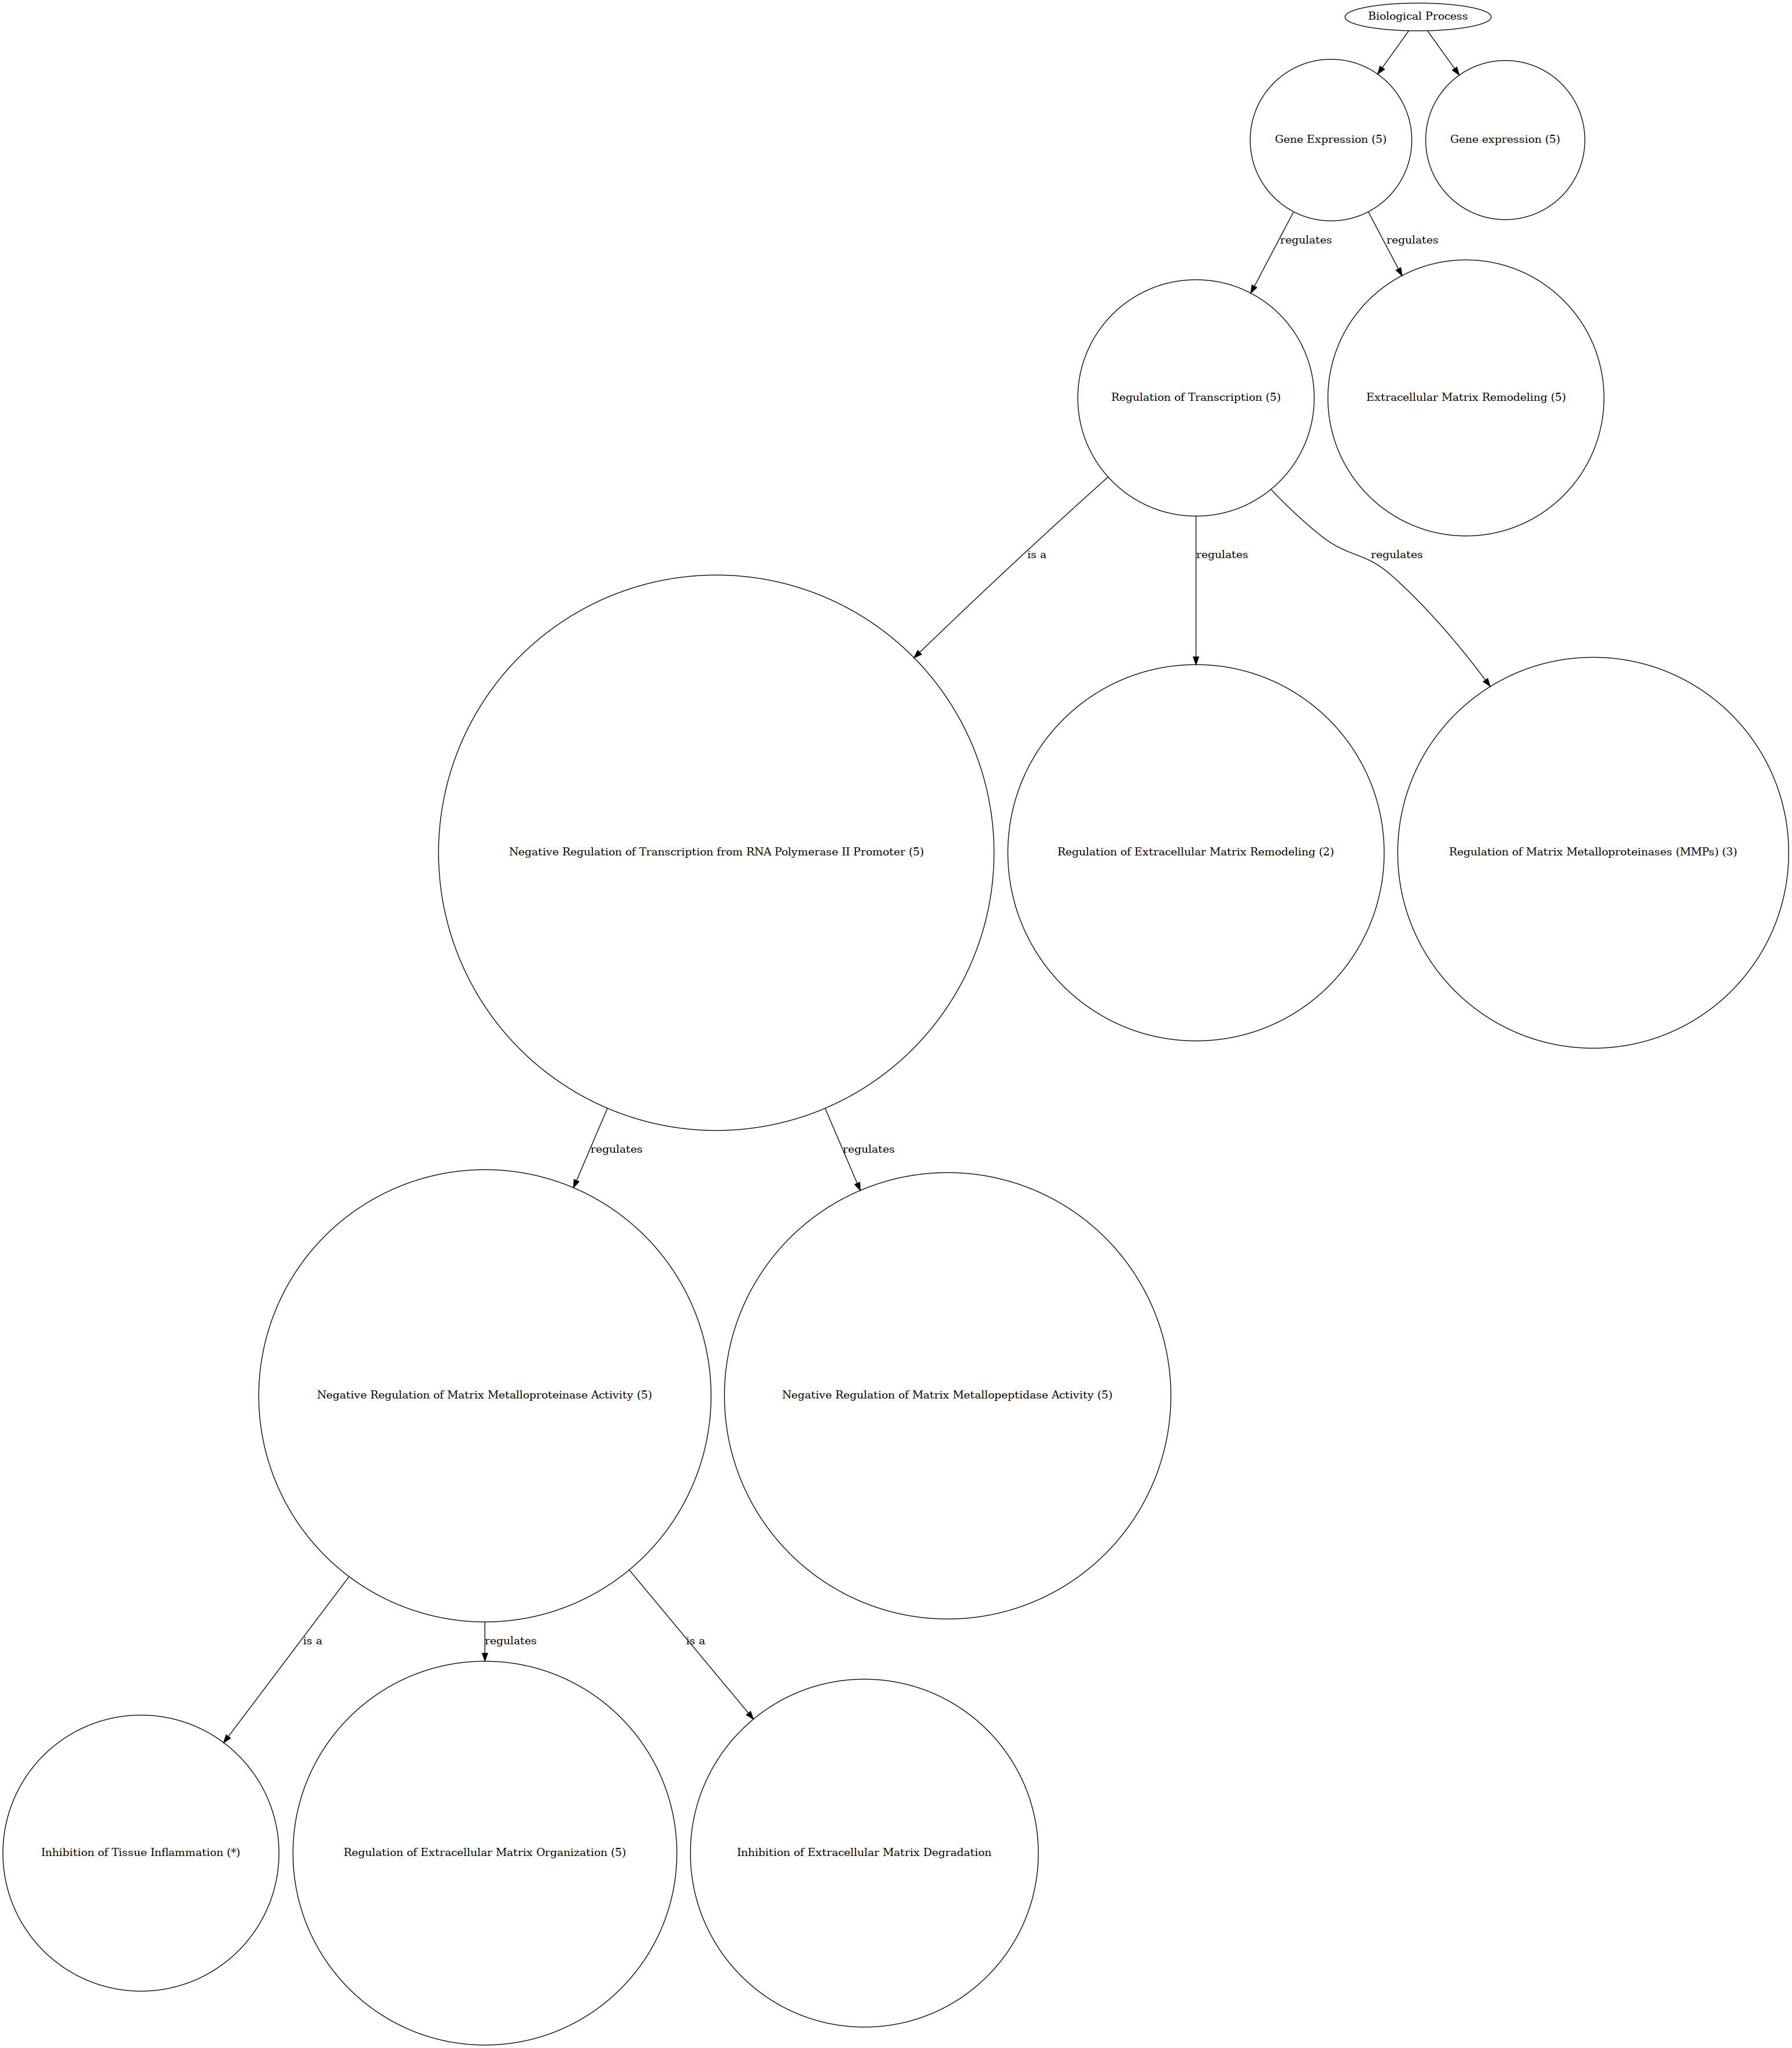 Biological Process
Gene Expression (5)
Gene expression (5)
regulates
regulates
Regulation of Transcription (5)
Extracellular Matrix Remodeling (5)
is a
regulates
regulates
Negative Regulation of Transcription from RNA Polymerase II Promoter (5)
Regulation of Extracellular Matrix Remodeling (2)
Regulation of Matrix Metalloproteinases (MMPs) (3)
regulates
regulates
Negative Regulation of Matrix Metalloproteinase Activity (5)
Negative Regulation of Matrix Metallopeptidase Activity (5)
is a
regulates
is a
Inhibition of Tissue Inflammation (*)
Regulation of Extracellular Matrix Organization (5)
Inhibition of Extracellular Matrix Degradation